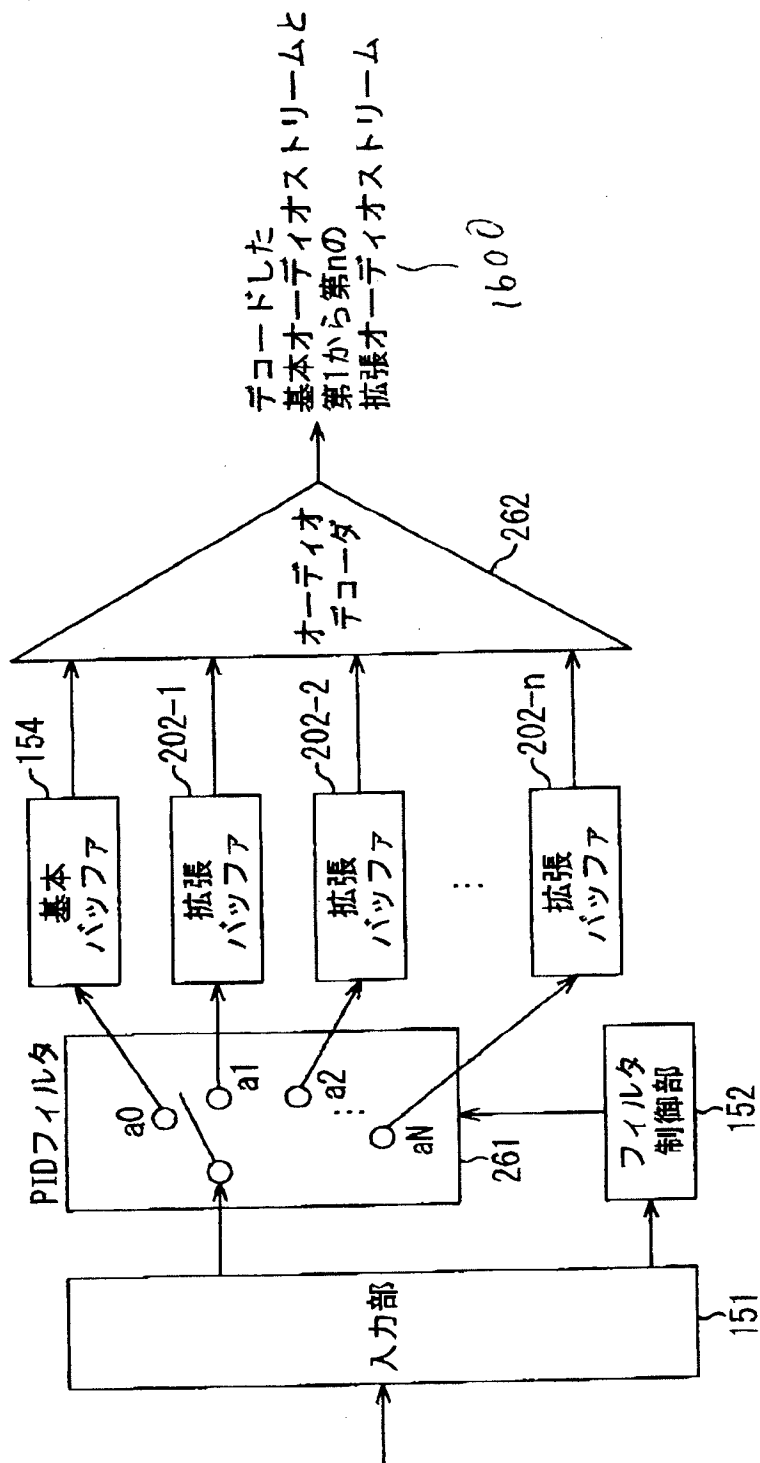 入力部
151
PIDフィルタ
a0
a1
a2
⋮
aN
261
フィルタ
制御部
152
基本
バッファ
154
拡張
バッファ
202-1
拡張
バッファ
202-2
⋮
拡張
バッファ
202-n
オーディオ
デコーダ
262
デコードした
基本オーディオストリームと
第1から第nの
拡張オーディオストリーム
1600